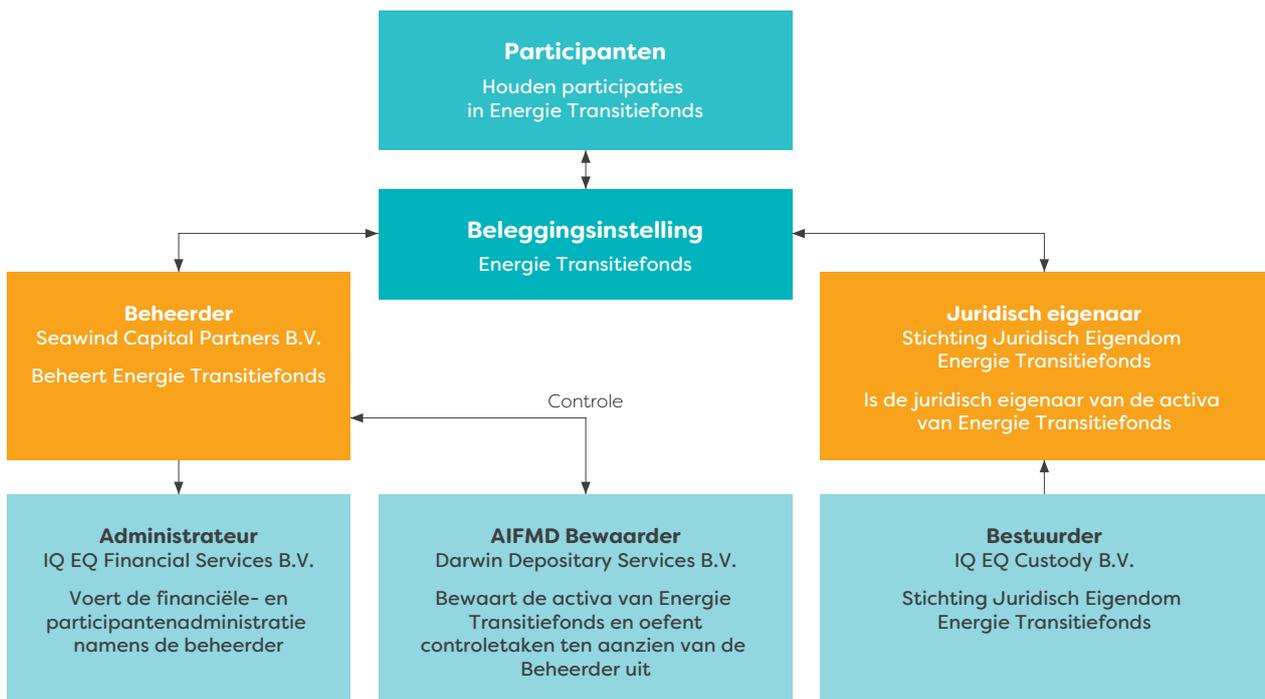 Participanten
Houden participaties
in Energie Transitiefonds
Beleggingsinstelling
Energie Transitiefonds
Beheerder
Seawind Capital Partners B.V.
Beheert Energie Transitiefonds
Juridisch eigenaar
Stichting Juridisch Eigendom
Energie Transitiefonds
Is de juridisch eigenaar van de activa
van Energie Transitiefonds
Controle
Administrateur
IQ EQ Financial Services B.V.
Voert de financiële- en
participantenadministratie
namens de beheerder
AIFMD Bewaarder
Darwin Depositary Services B.V.
Bewaart de activa van Energie
Transitiefonds en oefent
controletaken ten aanzien van de
Beheerder uit
Bestuurder
IQ EQ Custody B.V.
Stichting Juridisch Eigendom
Energie Transitiefonds